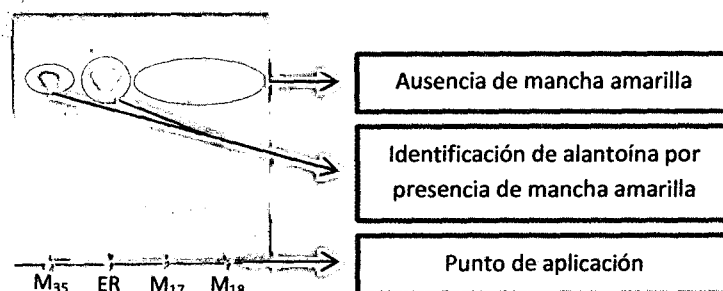 Ausencia de mancha amarilla
Identificación de alantoína por
presencia de mancha amarilla
Punto de aplicación
M35 ER M17 M18